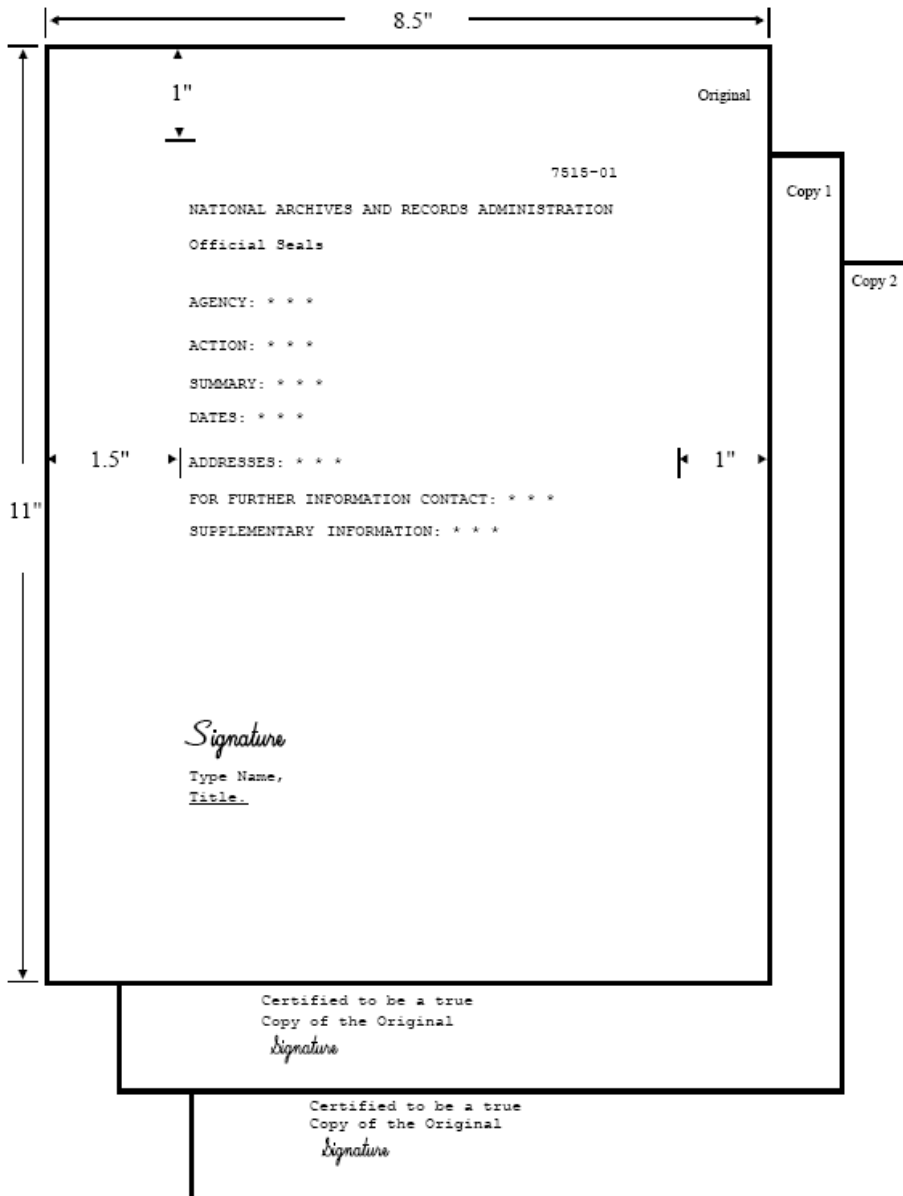 8.5"
1"
Original
7515-01
Copy 1
NATIONAL ARCHIVES AND RECORDS ADMINISTRATION
Official Seals
Copy 2
AGENCY: * * *
ACTION: * * *
SUMMARY: * * *
DATES: * * *
1.5"
ADDRESSES: * * *
1"
FOR FURTHER INFORMATION CONTACT: * * *
11"
SUPPLEMENTARY INFORMATION: * * *
Signature
Type Name,
Title.
Certified to be a true
Copy of the Original
Signature
Certified to be a true
Copy of the Original
Signature